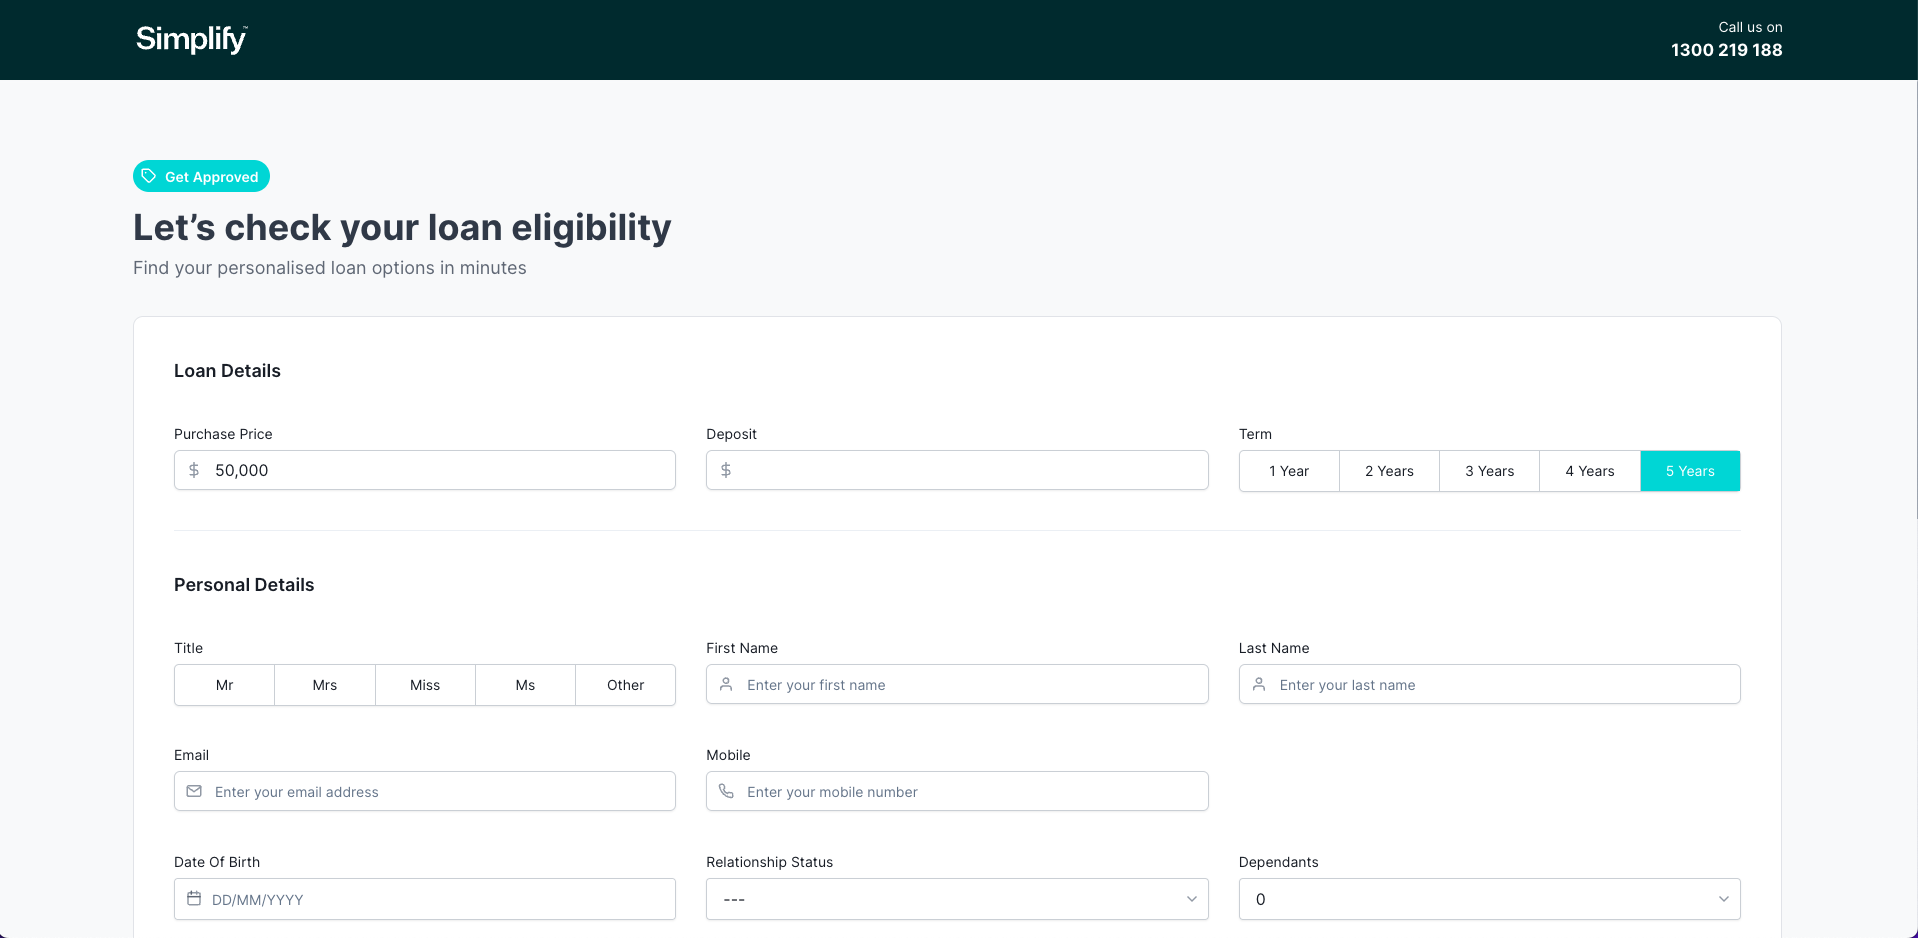 Simplify™
Call us on
1300 219 188
Get Approved
Let’s check your loan eligibility
Find your personalised loan options in minutes
Loan Details
Purchase Price
$ 50,000
Deposit
$
Term
1 Year 2 Years 3 Years 4 Years 5 Years
Personal Details
Title
Mr Mrs Miss Ms Other
First Name
Enter your first name
Last Name
Enter your last name
Email
Enter your email address
Mobile
Enter your mobile number
Date Of Birth
DD/MM/YYYY
Relationship Status
---
Dependants
0